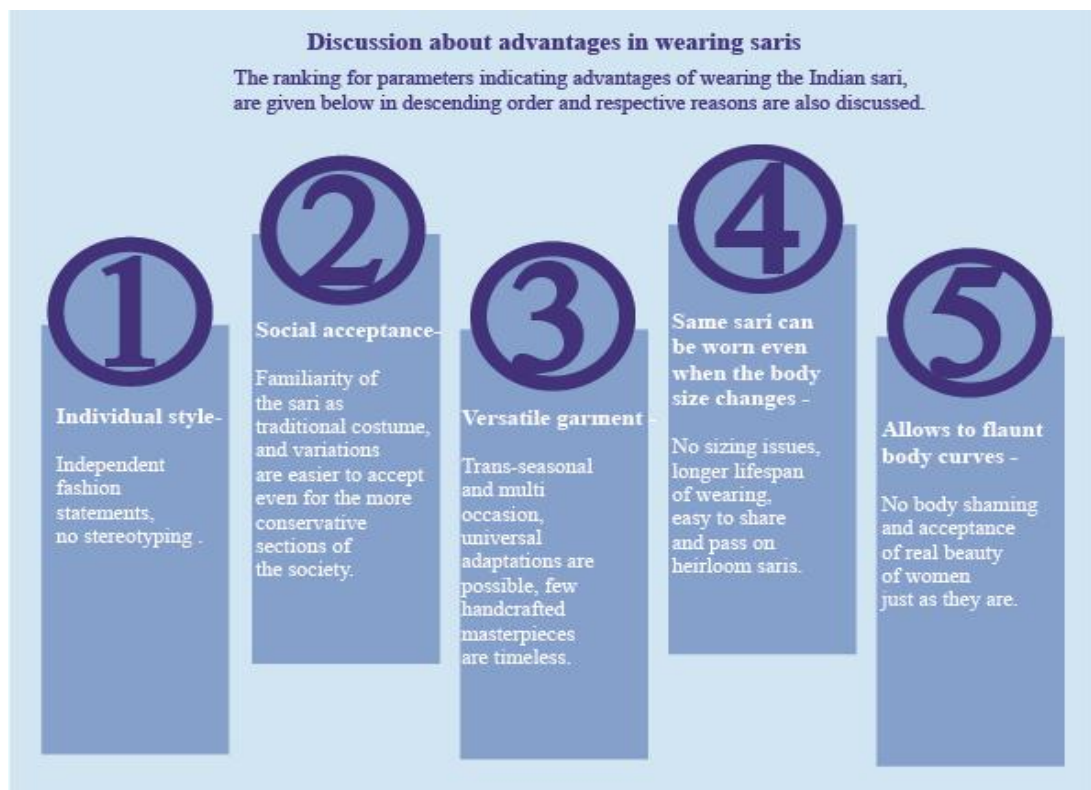 Discussion about advantages in wearing saris
The ranking for parameters indicating advantages of wearing the Indian sari,
are given below in descending order and respective reasons are also discussed.
1
Individual style-
Independent
fashion
statements,
no stereotyping .
2
Social acceptance-
Familiarity of
the sari as
traditional costume,
and variations
are easier to accept
even for the more
conservative
sections of
the society.
3
Versatile garment -
Trans-seasonal
and multi
occasion,
universal
adaptations are
possible, few
handcrafted
masterpieces
are timeless.
4
Same sari can
be worn even
when the body
size changes -
No sizing issues,
longer lifespan
of wearing,
easy to share
and pass on
heirloom saris.
5
Allows to flaunt
body curves -
No body shaming
and acceptance
of real beauty
of women
just as they are.